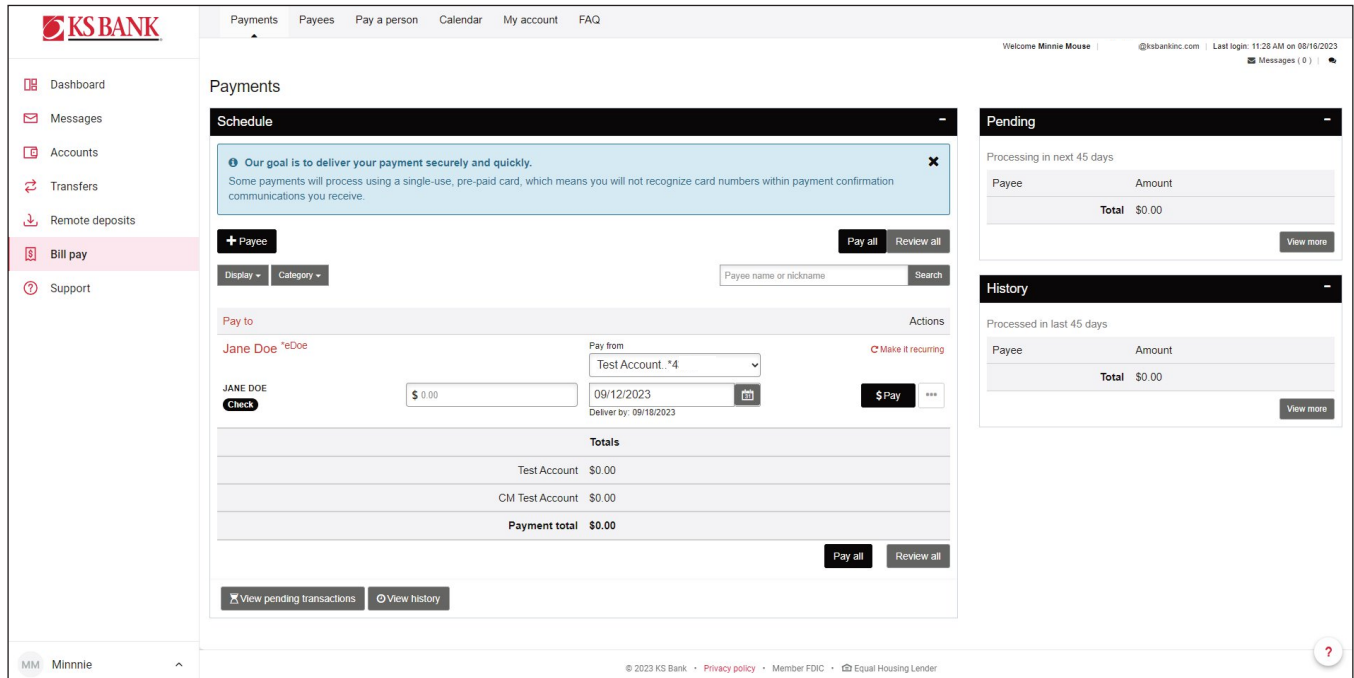 KS BANK
Payments Payees Pay a person Calendar My account FAQ
Welcome Minnie Mouse | @ksbankinc.com | Last login: 11:28 AM on 08/16/2023
Messages ( 0 ) |
Dashboard
Messages
Accounts
Transfers
Remote deposits
Bill pay
Support
Payments
Schedule −
Our goal is to deliver your payment securely and quickly.
Some payments will process using a single-use, pre-paid card, which means you will not recognize card numbers within payment confirmation
communications you receive.
+ Payee Pay all Review all
Display Category Payee name or nickname Search
Pay to Actions
Jane Doe *eDoe Pay from Make it recurring
Test Account..*4
JANE DOE $ 0.00 09/12/2023 31 $ Pay •••
Check Deliver by: 09/18/2023
Totals
Test Account $0.00
CM Test Account $0.00
Payment total $0.00
Pay all Review all
View pending transactions View history
Pending −
Processing in next 45 days
Payee Amount
Total $0.00
View more
History −
Processed in last 45 days
Payee Amount
Total $0.00
View more
MM Minnnie
?
© 2023 KS Bank • Privacy policy • Member FDIC • Equal Housing Lender